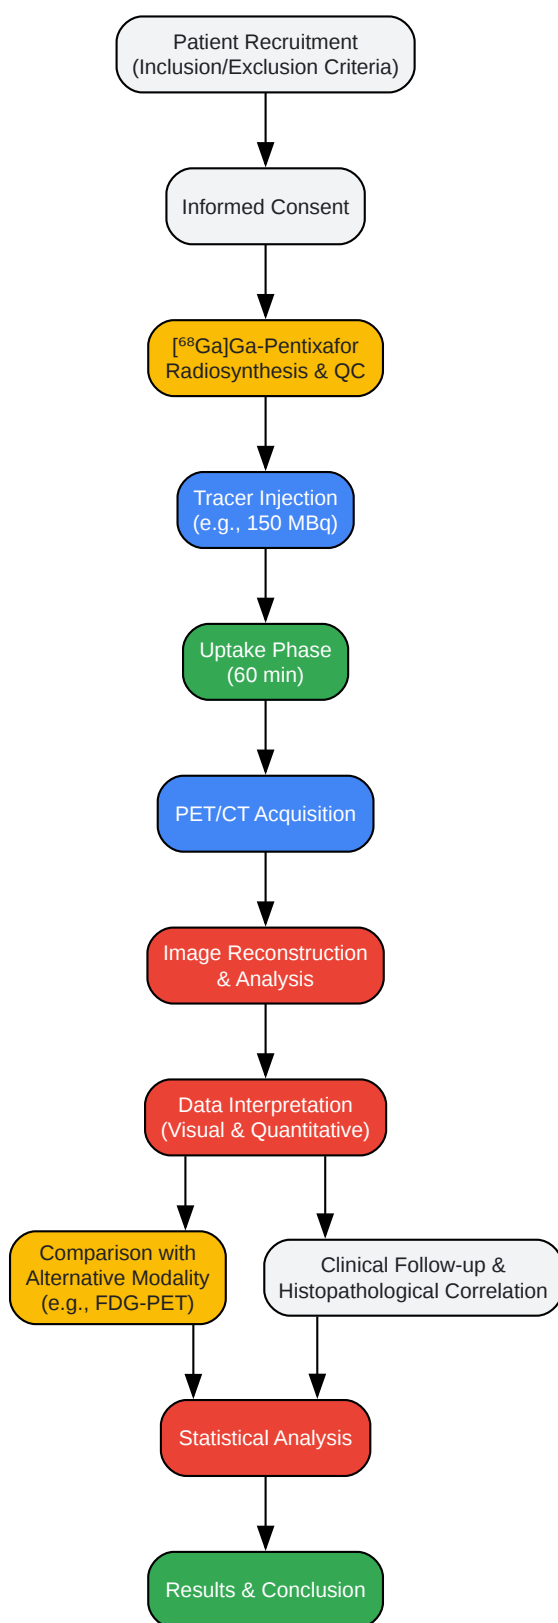 Patient Recruitment
(Inclusion/Exclusion Criteria)
Informed Consent
[⁶⁸Ga]Ga-Pentixafor
Radiosynthesis & QC
Tracer Injection
(e.g., 150 MBq)
Uptake Phase
(60 min)
PET/CT Acquisition
Image Reconstruction
& Analysis
Data Interpretation
(Visual & Quantitative)
Comparison with
Alternative Modality
(e.g., FDG-PET)
Clinical Follow-up &
Histopathological Correlation
Statistical Analysis
Results & Conclusion